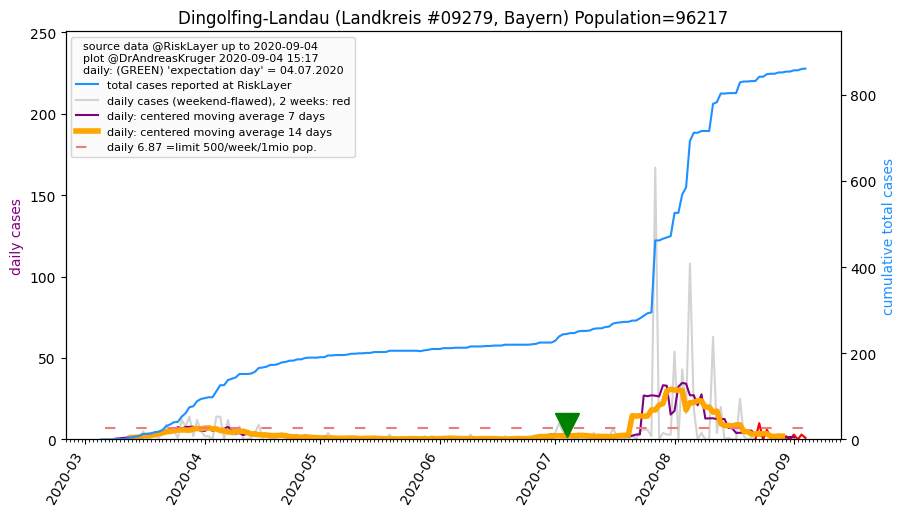 Dingolfing-Landau (Landkreis #09279, Bayern) Population=96217
source data @RiskLayer up to 2020-09-04
plot @DrAndreasKruger 2020-09-04 15:17
daily: (GREEN) 'expectation day' = 04.07.2020
total cases reported at RiskLayer
daily cases (weekend-flawed), 2 weeks: red
daily: centered moving average 7 days
daily: centered moving average 14 days
daily 6.87 =limit 500/week/1mio pop.
daily cases
250
200
150
100
50
0
cumulative total cases
800
600
400
200
0
2020-03
2020-04
2020-05
2020-06
2020-07
2020-08
2020-09